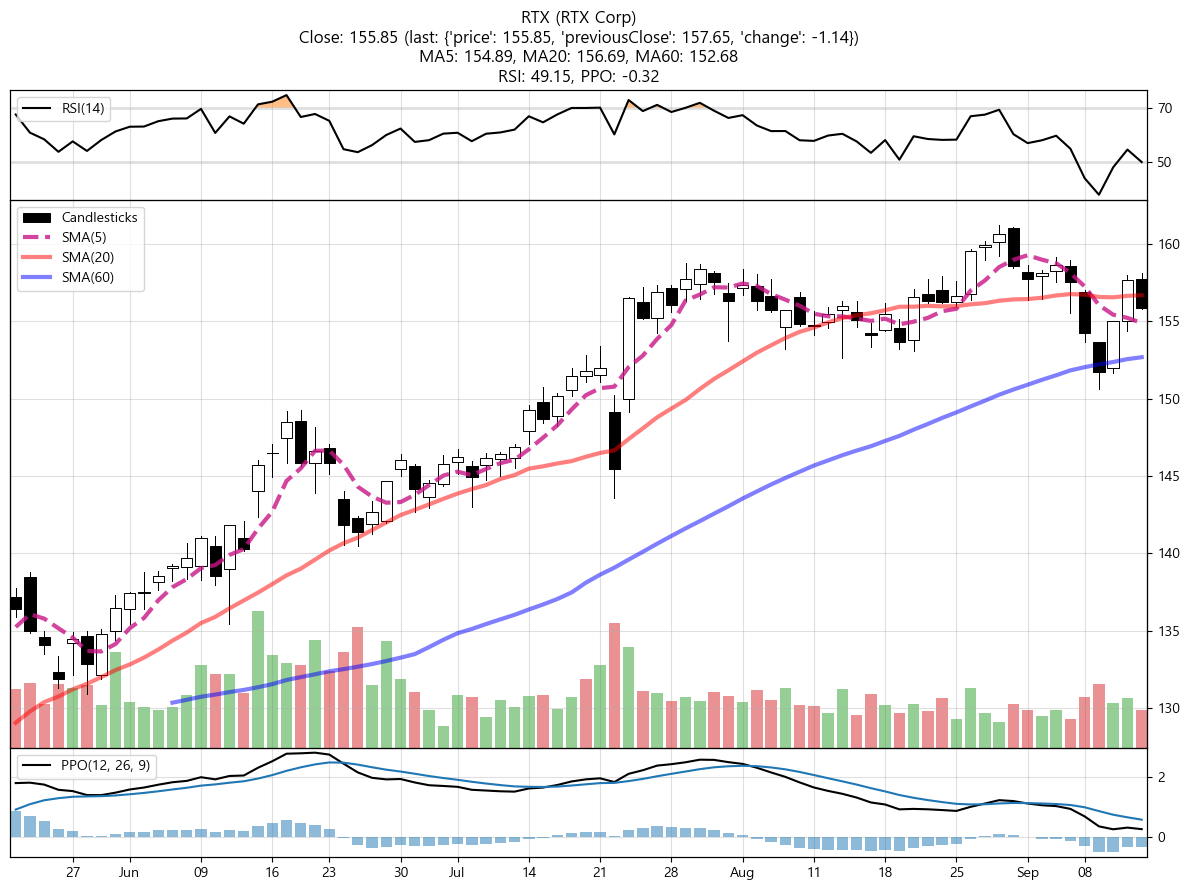 RTX (RTX Corp)
Close: 155.85 (last: {'price': 155.85, 'previousClose': 157.65, 'change': -1.14})
MA5: 154.89, MA20: 156.69, MA60: 152.68
RSI: 49.15, PPO: -0.32
RSI(14)
70
50
Candlesticks
SMA(5)
SMA(20)
SMA(60)
160
155
150
145
140
135
130
PPO(12, 26, 9)
2
0
27 Jun 09 16 23 30 Jul 14 21 28 Aug 11 18 25 Sep 08